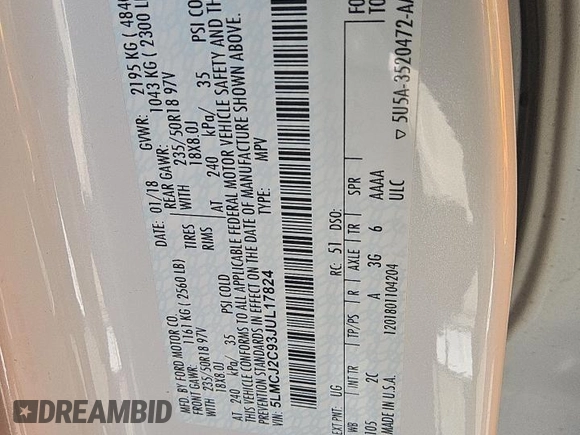 MFD. BY FORD MOTOR CO.
DATE: 01/18 GVWR: 2195 KG ( 484
FRONT GAWR: 1161 KG ( 2560 LB)
REAR GAWR: 1043 KG ( 2300 L
WITH 235/50R18 97V TIRES
WITH 235/50R18 97V
18X8.0J RIMS
18X8.0J
AT 240 kPa/ 35 PSI COLD
AT 240 kPa/ 35 PSI COLD
THIS VEHICLE CONFORMS TO ALL APPLICABLE FEDERAL MOTOR VEHICLE SAFETY AND TH
PREVENTION STANDARDS IN EFFECT ON THE DATE OF MANUFACTURE SHOWN ABOVE.
VIN: 5LMCJ2C93JUL17824
TYPE: MPV
EXT PNT: UG RC: 51 DSO:
WB INTTR TP/PS R AXLE TR SPR
105 2C A 3G 6 AAAA
ULC
MADE IN U.S.A. 1201801104204
5U5A-3520472-A
DREAMBID